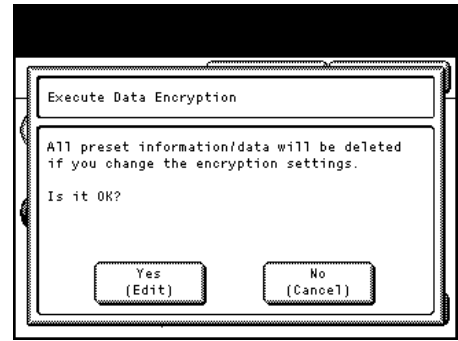 Execute Data Encryption
All preset information/data will be deleted
if you change the encryption settings.
Is it OK?
Yes
(Edit)
No
(Cancel)